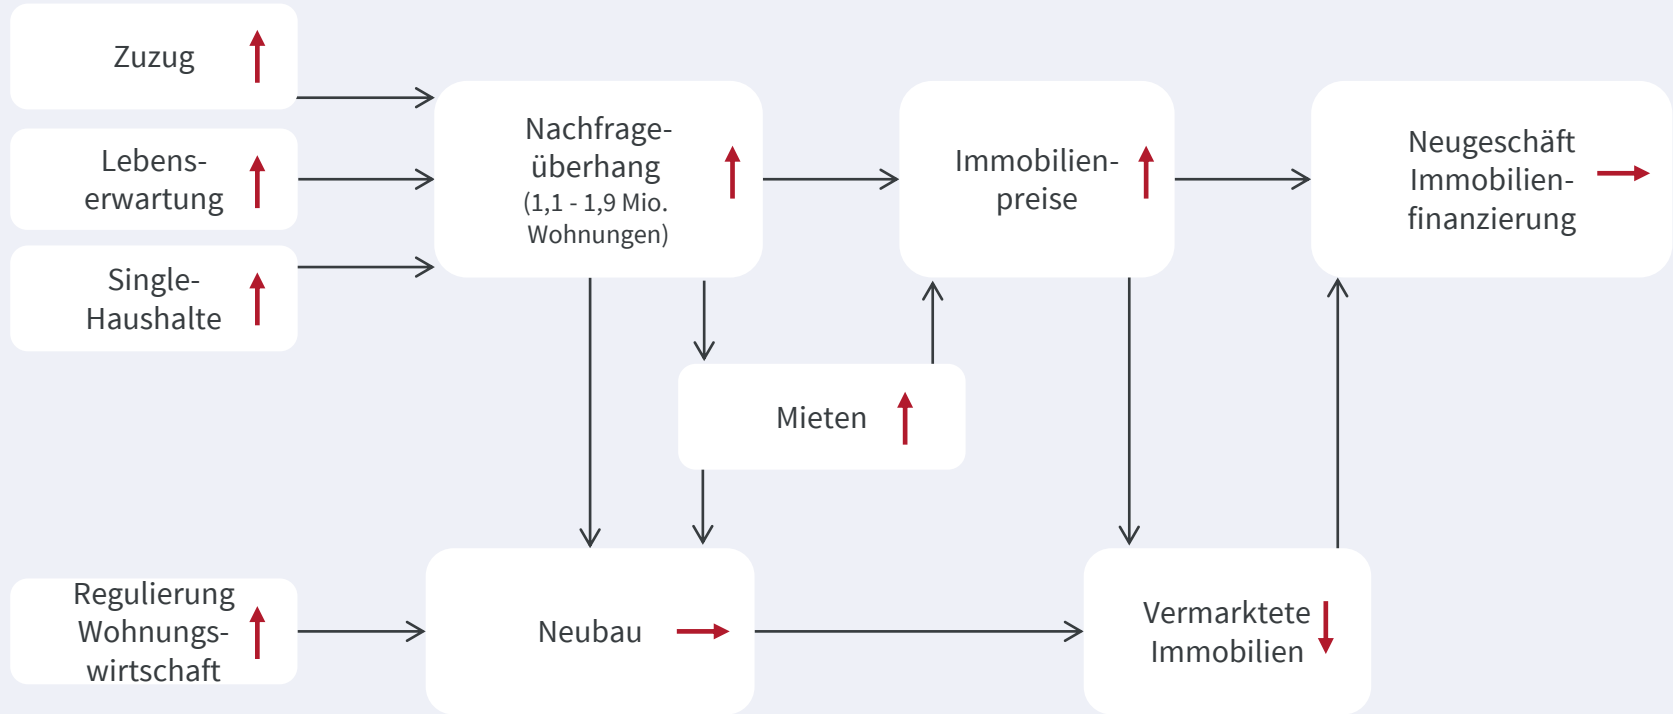 Zuzug
Lebens-
erwartung
Single-
Haushalte
Nachfrage-
überhang
(1,1 - 1,9 Mio.
Wohnungen)
Immobilien-
preise
Neugeschäft
Immobilien-
finanzierung
Mieten
Regulierung
Wohnungs-
wirtschaft
Neubau
Vermarktete
Immobilien